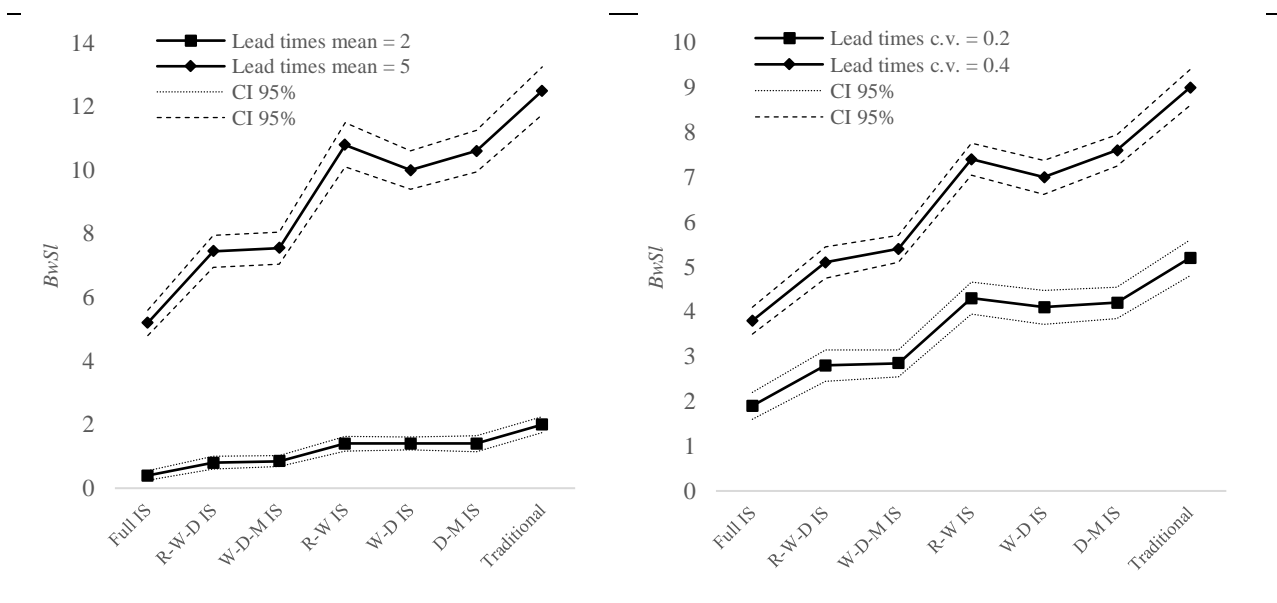 Lead times mean = 2
Lead times mean = 5
CI 95%
CI 95%
14
12
10
8
6
4
2
0
BwSl
Full IS
R-W-D IS
W-D-M IS
R-W IS
W-D IS
D-M IS
Traditional
Lead times c.v. = 0.2
Lead times c.v. = 0.4
CI 95%
CI 95%
10
9
8
7
6
5
4
3
2
1
0
BwSl
Full IS
R-W-D IS
W-D-M IS
R-W IS
W-D IS
D-M IS
Traditional